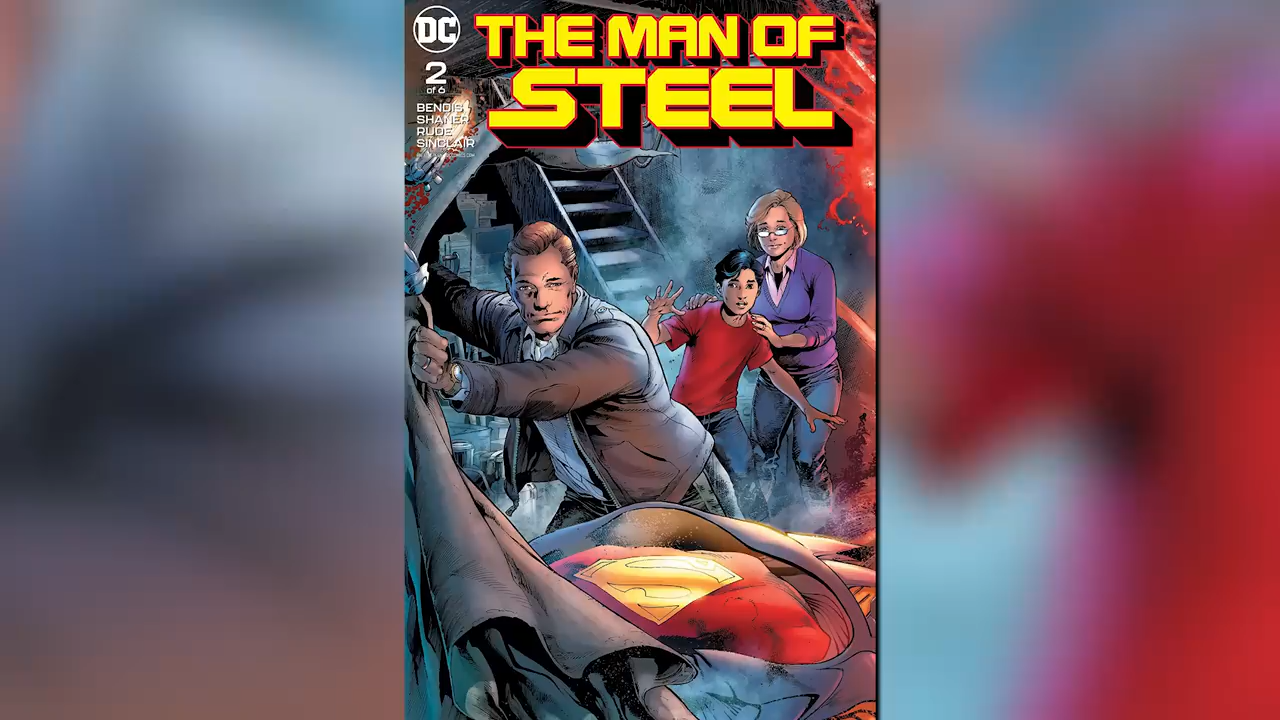 DC
THE MAN OF
STEEL
2
of 6
BENDIS
SHANER
RUDE
SINCLAIR